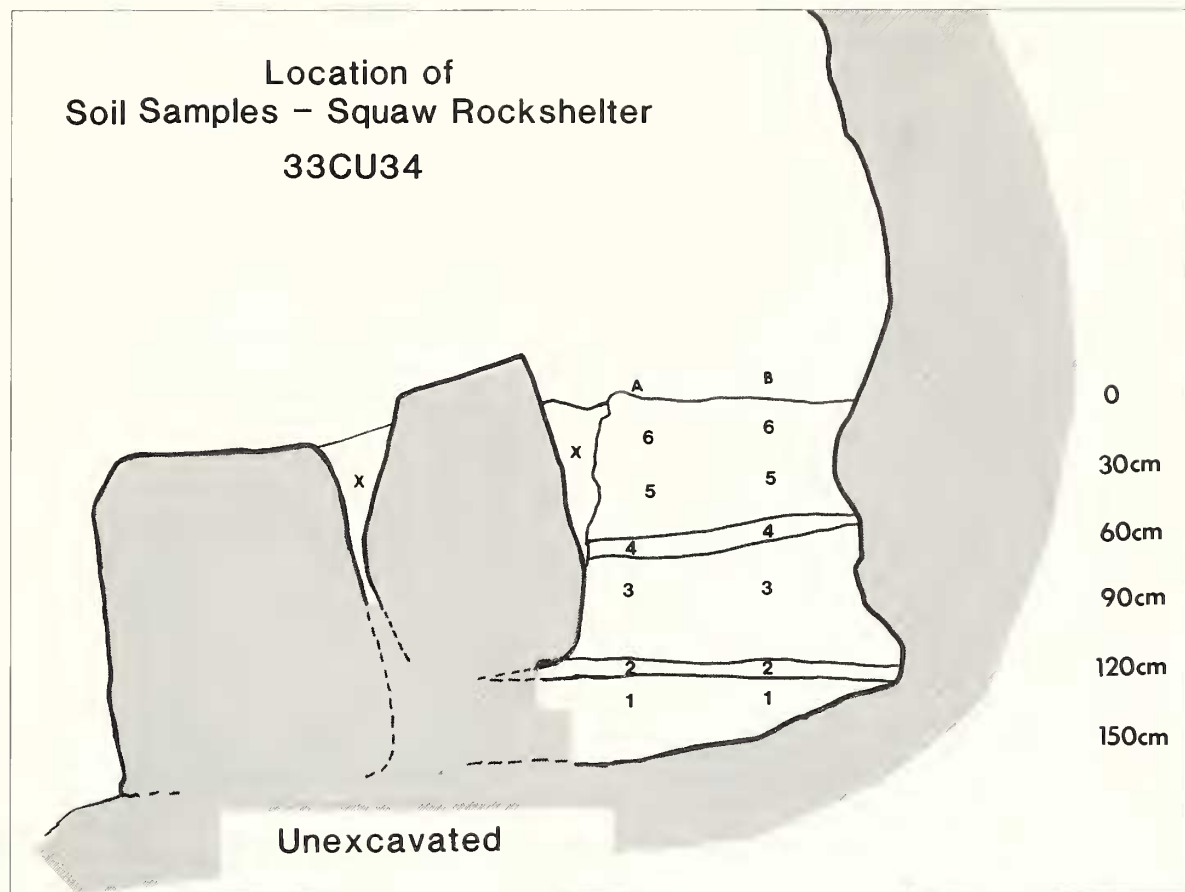 Location of
Soil Samples – Squaw Rockshelter
33CU34
A B
0
6 6
X X
30cm
5 5
4 4
60cm
3 3
90cm
2 2
120cm
1 1
150cm
Unexcavated